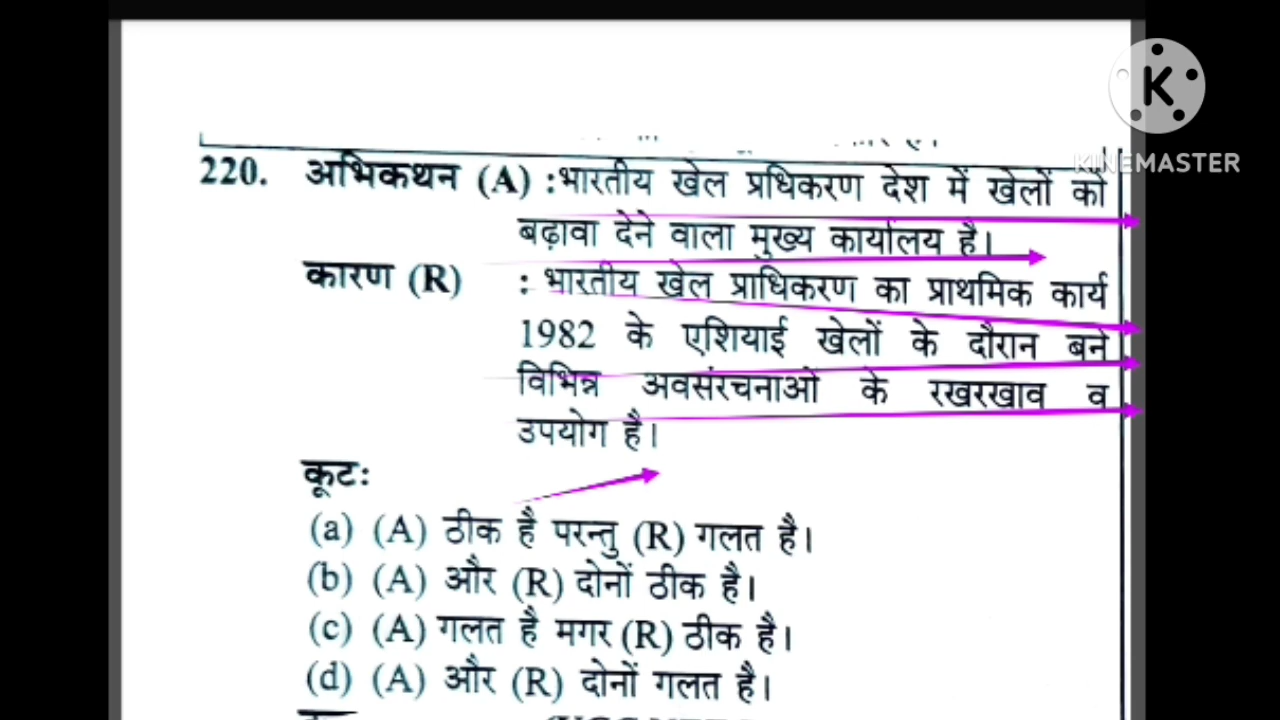 KINEMASTER
220. अभिकथन (A) :भारतीय खेल प्रधिकरण देश में खेलों को
बढ़ावा देने वाला मुख्य कार्यालय है।
कारण (R) : भारतीय खेल प्राधिकरण का प्राथमिक कार्य
1982 के एशियाई खेलों के दौरान बने
विभिन्न अवसंरचनाओं के रखरखाव व
उपयोग है।
कूटः
(a) (A) ठीक है परन्तु (R) गलत है।
(b) (A) और (R) दोनों ठीक है।
(c) (A) गलत है मगर (R) ठीक है।
(d) (A) और (R) दोनों गलत है।